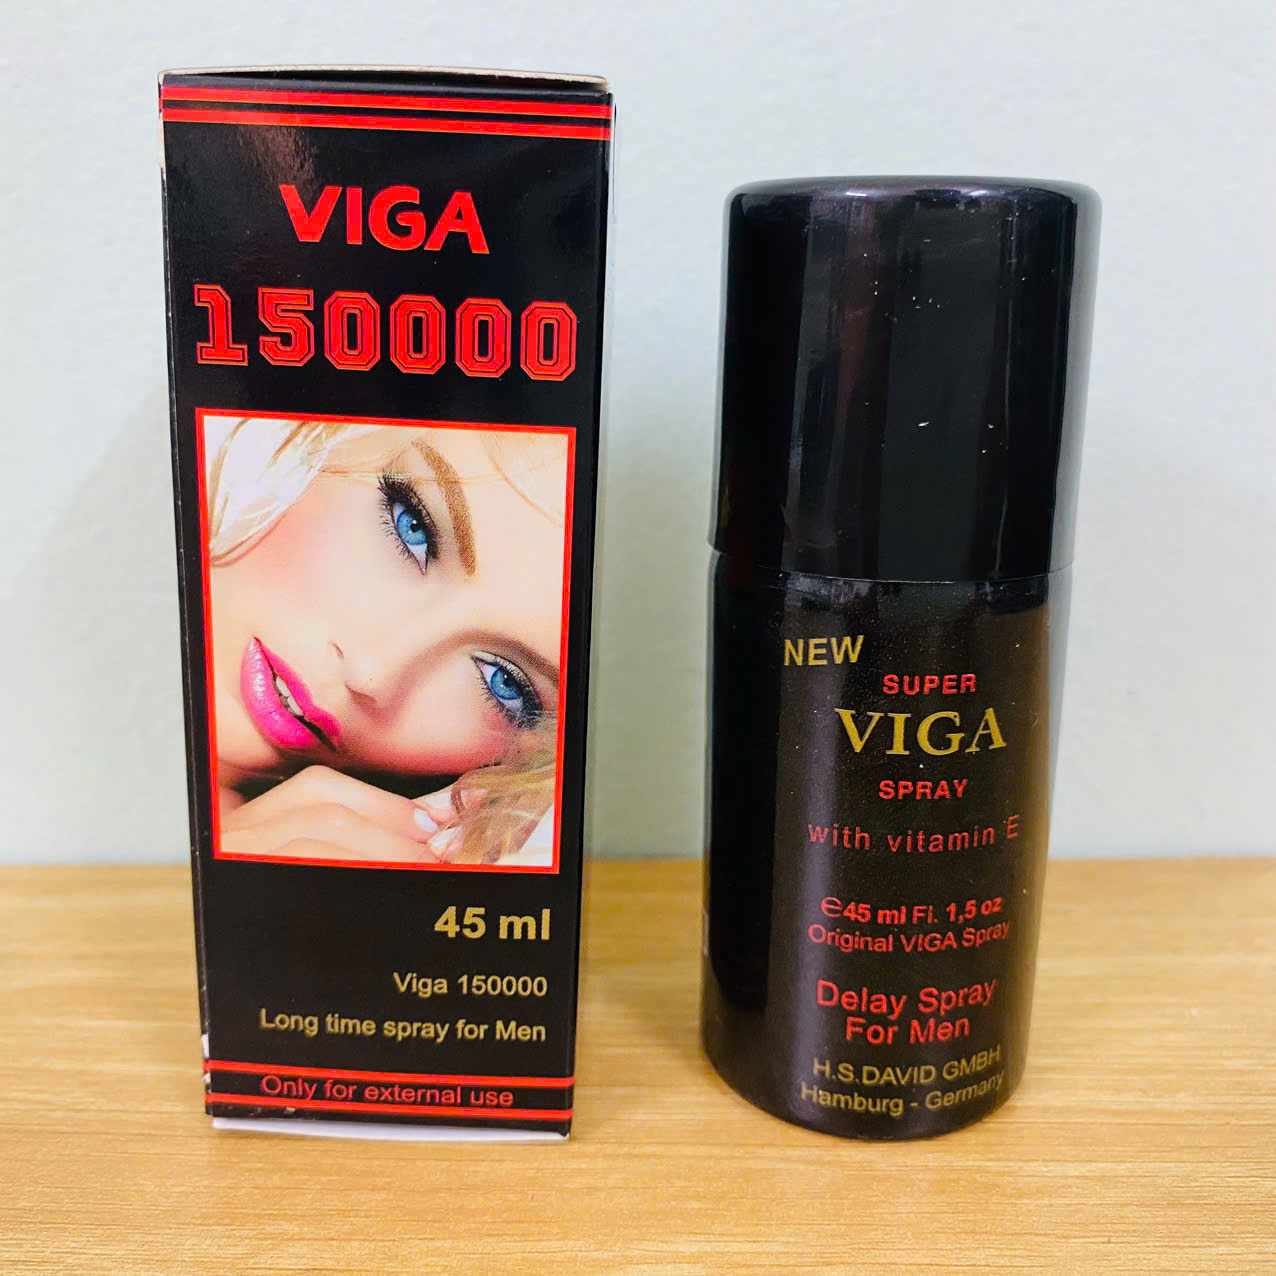 VIGA
150000
45 ml
Viga 150000
Long time spray for Men
Only for external use
NEW
SUPER
VIGA
SPRAY
with vitamin E
℮45 ml Fl. 1,5 oz
Original VIGA Spray
Delay Spray
For Men
H.S.DAVID GMBH
Hamburg - Germany